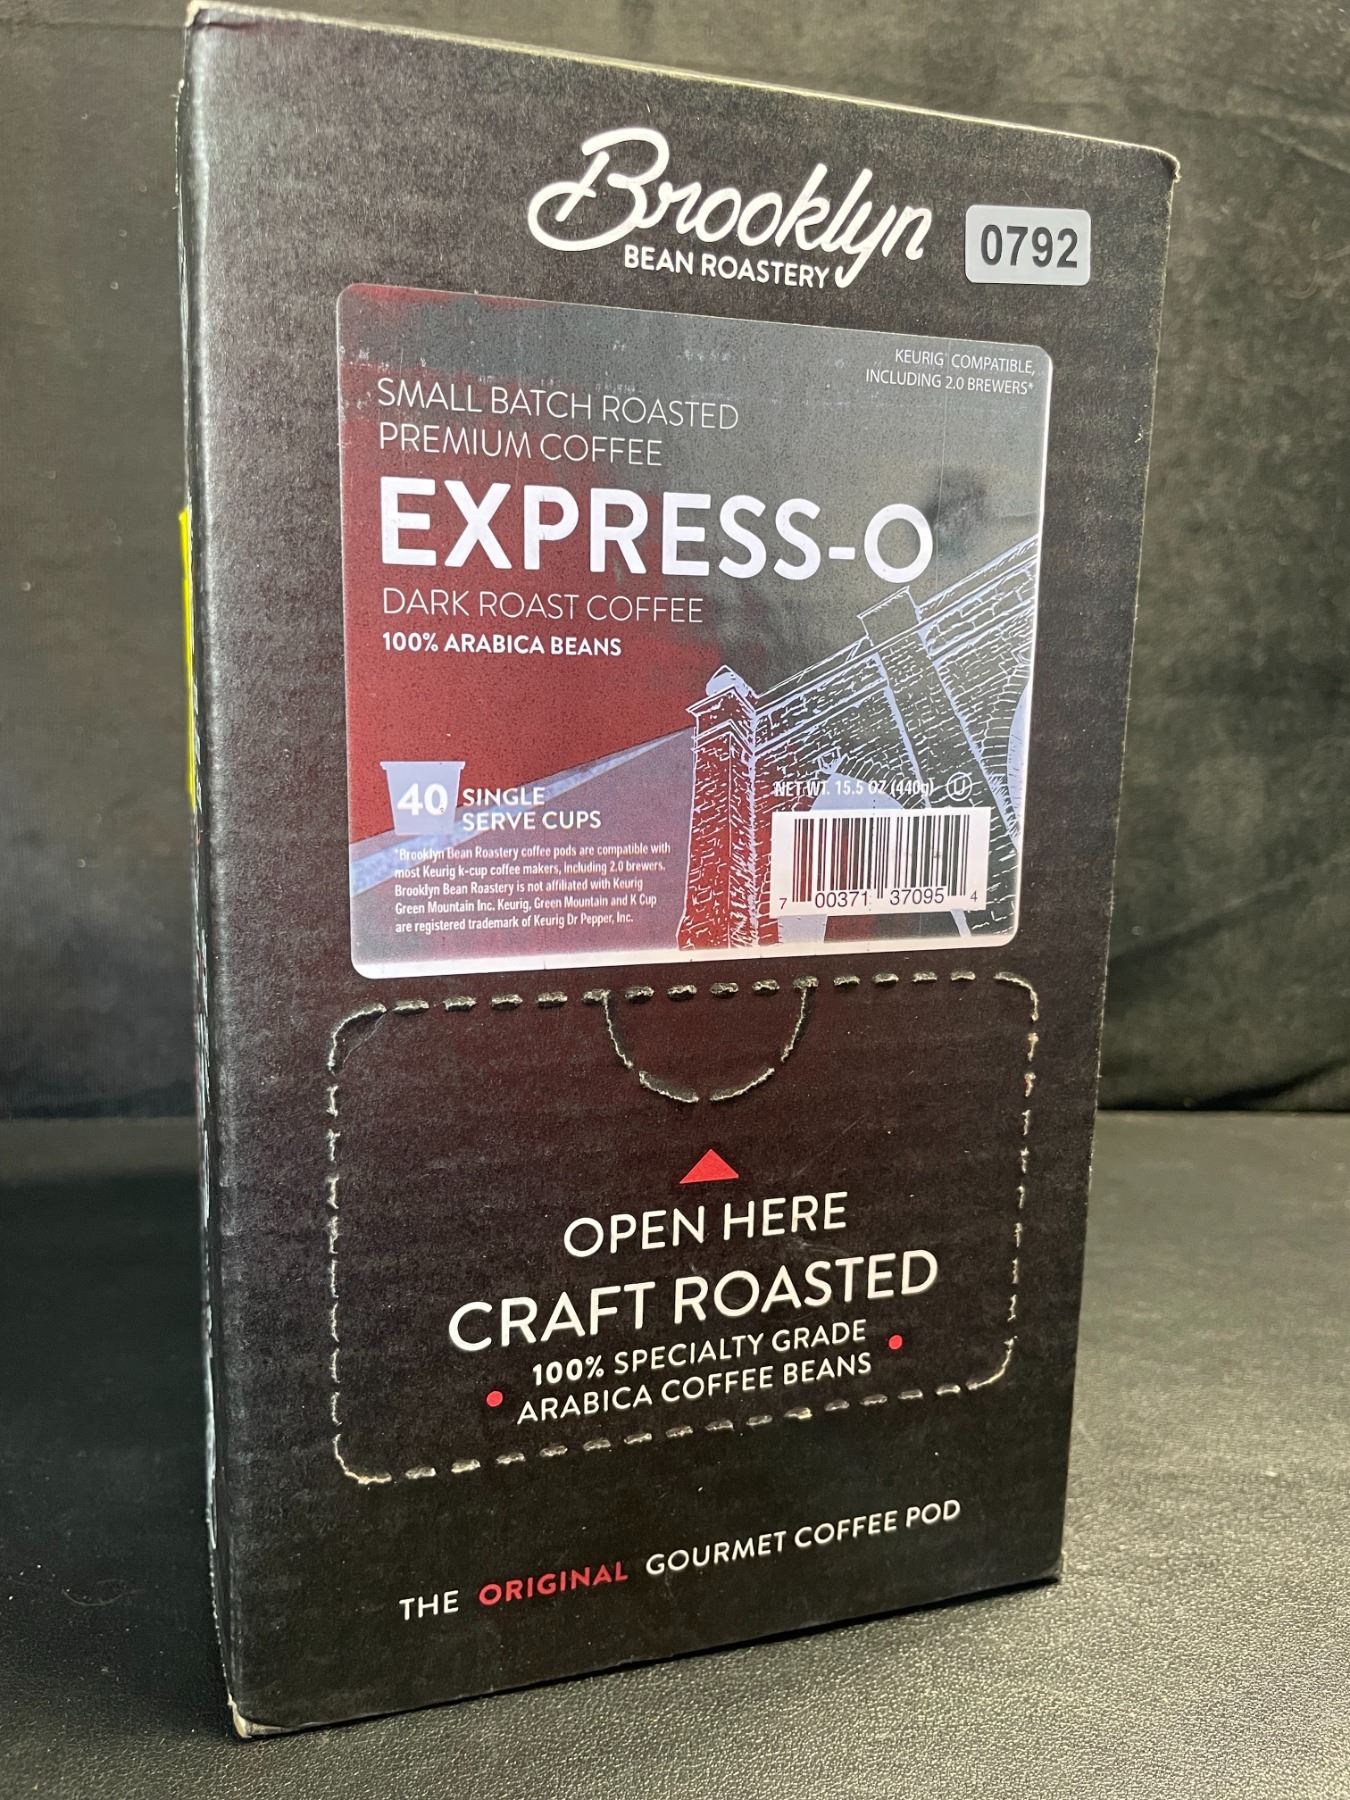 Brooklyn
BEAN ROASTERY
0792
KEURIG COMPATIBLE,
INCLUDING 2.0 BREWERS*
SMALL BATCH ROASTED
PREMIUM COFFEE
EXPRESS-O
DARK ROAST COFFEE
100% ARABICA BEANS
40 SINGLE
SERVE CUPS
*Brooklyn Bean Roastery coffee pods are compatible with
most Keurig k-cup coffee makers, including 2.0 brewers.
Brooklyn Bean Roastery is not affiliated with Keurig
Green Mountain Inc. Keurig, Green Mountain and K Cup
are registered trademark of Keurig Dr Pepper, Inc.
NET WT. 15.5 OZ (440g) U
7 00371 37095 4
OPEN HERE
CRAFT ROASTED
100% SPECIALTY GRADE
ARABICA COFFEE BEANS
THE ORIGINAL GOURMET COFFEE POD